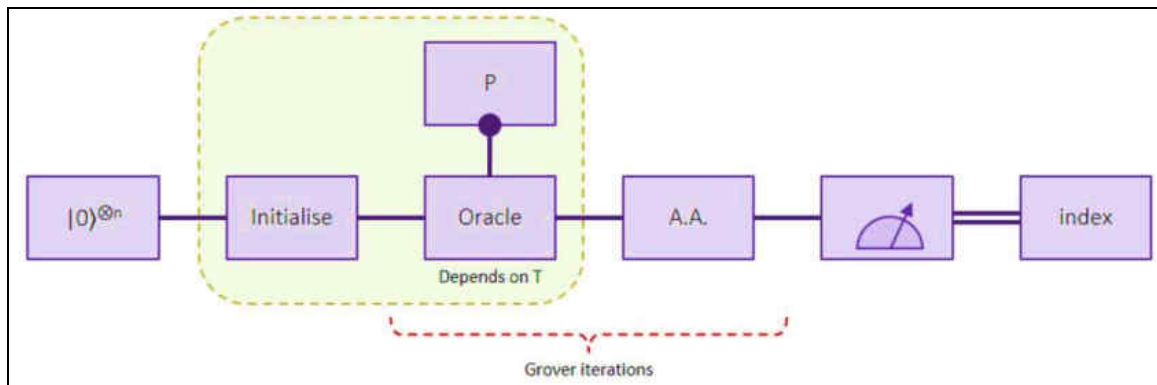 P
|0⟩⊗n
Initialise
Oracle
A.A.
index
Depends on T
Grover iterations